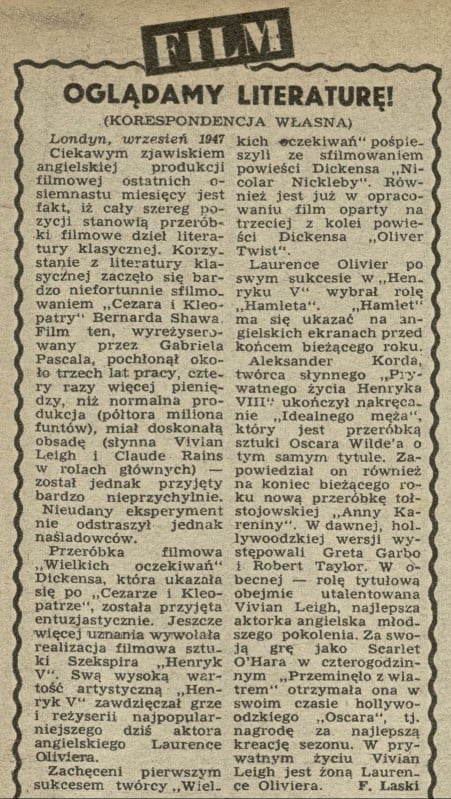 FILM
OGLĄDAMY LITERATURĘ!
(KORESPONDENCJA WŁASNA)
Londyn, wrzesień 1947
Ciekawym zjawiskiem
angielskiej produkcji
filmowej ostatnich o-
siemnastu miesięcy jest
fakt, iż cały szereg po-
zycji stanowią przerób-
ki filmowe dzieł litera-
tury klasycznej. Korzy-
stanie z literatury kla-
sycznej zaczęło się bar-
dzo niefortunnie sfilmo-
waniem „Cezara i Kleo-
patry" Bernarda Shawa.
Film ten, wyreżysero-
wany przez Gabriela
Pascala, pochłonął oko-
ło trzech lat pracy, czte-
ry razy więcej pienię-
dzy, niż normalna pro-
dukcja (półtora miliona
funtów), miał doskonałą
obsadę (słynna Vivian
Leigh i Claude Rains
w rolach głównych) —
został jednak przyjęty
bardzo nieprzychylnie.
Nieudany eksperyment
nie odstraszył jednak
naśladowców.
Przeróbka filmowa
„Wielkich oczekiwań"
Dickensa, która ukazała
się po „Cezarze i Kleo-
patrze", została przyjęta
entuzjastycznie. Jeszcze
więcej uznania wywołała
realizacja filmowa sztu-
ki Szekspira „Henryk
V". Swą wysoką war-
tość artystyczną „Hen-
ryk V" zawdzięczał grze
i reżyserii najpopular-
niejszego dziś aktora
angielskiego Laurence
Oliviera.
Zachęceni pierwszym
sukcesem twórcy „Wiel-
kich oczekiwań" pośpie-
szyli ze sfilmowaniem
powieści Dickensa „Ni-
colar Nickleby". Rów-
nież jest już w opraco-
waniu film oparty na
trzeciej z kolei powie-
ści Dickensa „Oliver
Twist".
Laurence Olivier po
swym sukcesie w „Hen-
ryku V" wybrał rolę
„Hamleta". „Hamlet"
ma się ukazać na an-
gielskich ekranach przed
końcem bieżącego roku.
Aleksander Korda,
twórca słynnego „Pry-
watnego życia Henryka
VIII" ukończył nakręca-
nie „Idealnego męża",
który jest przeróbką
sztuki Oscara Wilde'a o
tym samym tytule. Za-
powiedział on również
na koniec bieżącego ro-
ku nową przeróbkę toł-
stojowskiej „Anny Ka-
reniny". W dawnej, hol-
lywoodzkiej wersji wy-
stępowali Greta Garbo
i Robert Taylor. W o-
becnej — rolę tytułową
obejmie utalentowana
Vivian Leigh, najlepsza
aktorka angielska młod-
szego pokolenia. Za swo-
ją grę jako Scarlet
O'Hara w czterogodzin-
nym „Przeminęło z wia-
trem" otrzymała ona w
swoim czasie hollywo-
odzkiego „Oscara", tj.
nagrodę za najlepszą
kreację sezonu. W pry-
watnym życiu Vivian
Leigh jest żoną Lauren-
ce Oliviera. F. Laski